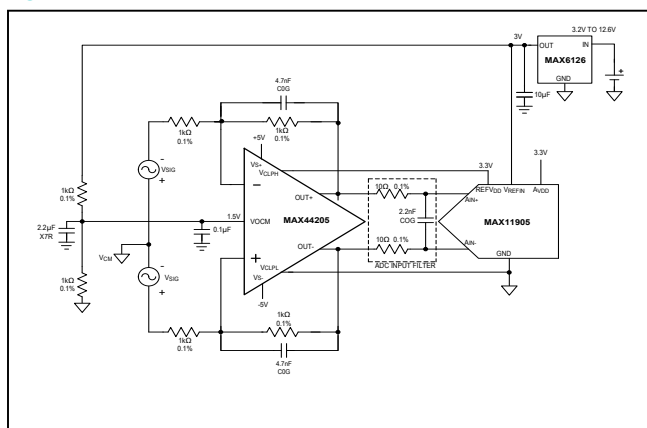 3V
OUT
IN
3.2V TO 12.6V
MAX6126
GND
10µF
4.7nF
C0G
1kΩ
0.1%
1kΩ
0.1%
+5V
VS+
VCLPH
-
VSIG
+
1kΩ
0.1%
OUT+
3.3V
3.3V
10Ω 0.1%
REFVDD
VREFIN
AVDD
AIN+
2.2µF
X7R
1.5V
VOCM
MAX44205
2.2nF
COG
MAX11905
0.1µF
VCM
OUT-
10Ω 0.1%
AIN-
ADC INPUT FILTER
GND
1kΩ
0.1%
-
VSIG
+
+
VCLPL
VS-
-5V
1kΩ
0.1%
1kΩ
0.1%
4.7nF
C0G